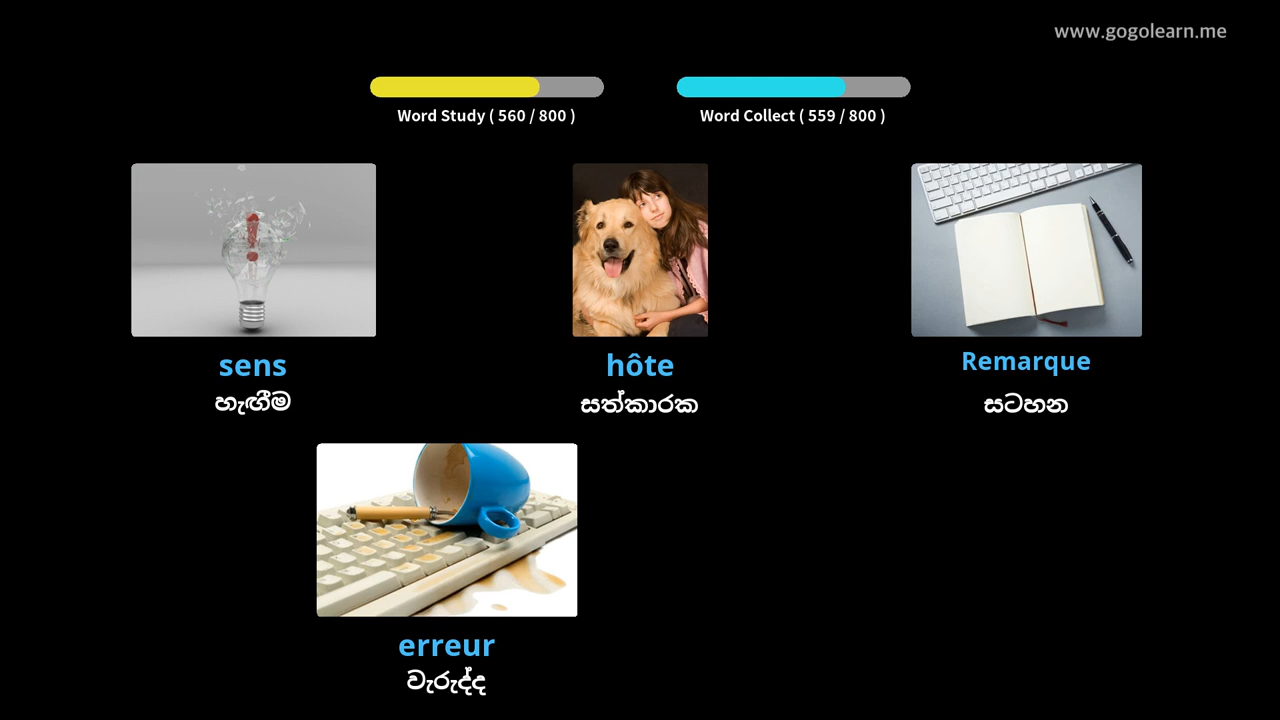 www.gogolearn.me
Word Study ( 560 / 800 )
Word Collect ( 559 / 800 )
sens
හැඟීම
hôte
සත්කාරක
Remarque
සටහන
erreur
වැරුද්ද